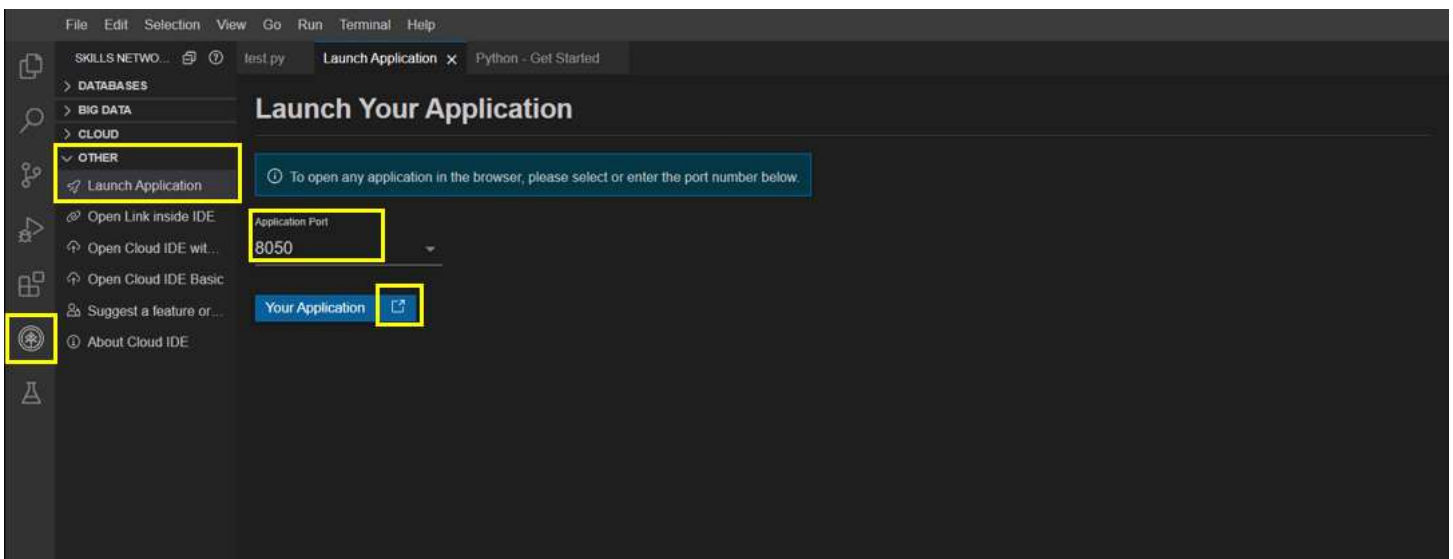 File Edit Selection View Go Run Terminal Help
SKILLS NETWO...
test.py Launch Application Python - Get Started
DATABASES
BIG DATA
CLOUD
OTHER
Launch Application
Open Link inside IDE
Open Cloud IDE wit...
Open Cloud IDE Basic
Suggest a feature or...
About Cloud IDE
Launch Your Application
To open any application in the browser, please select or enter the port number below.
Application Port
8050
Your Application